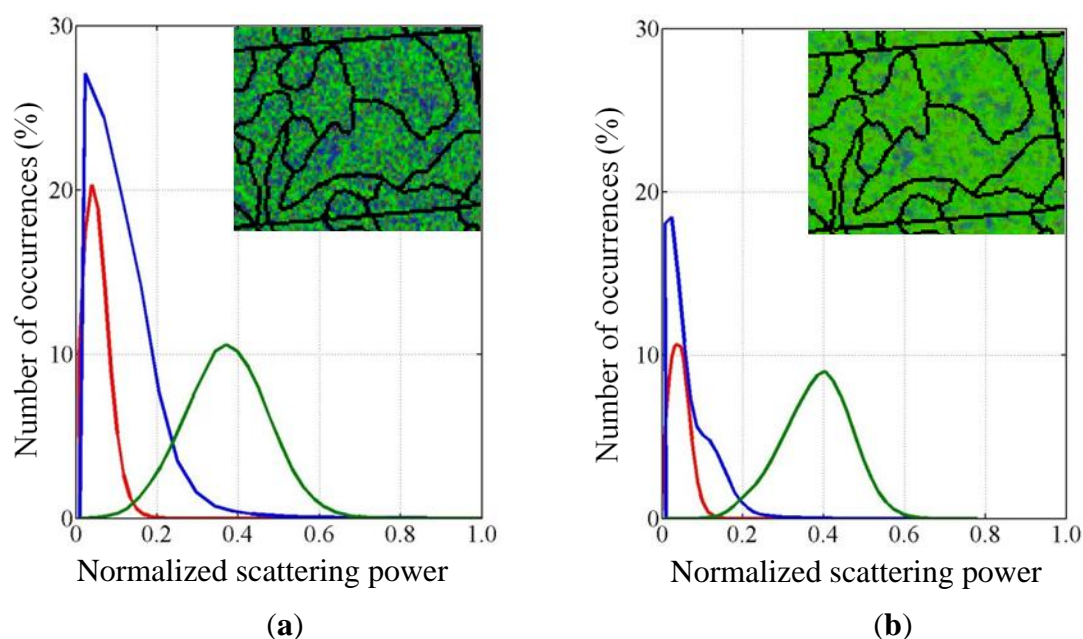 30
20
10
0
Number of occurrences (%)
0 0.2 0.4 0.6 0.8 1.0
Normalized scattering power
(a)
30
20
10
0
Number of occurrences (%)
0 0.2 0.4 0.6 0.8 1.0
Normalized scattering power
(b)